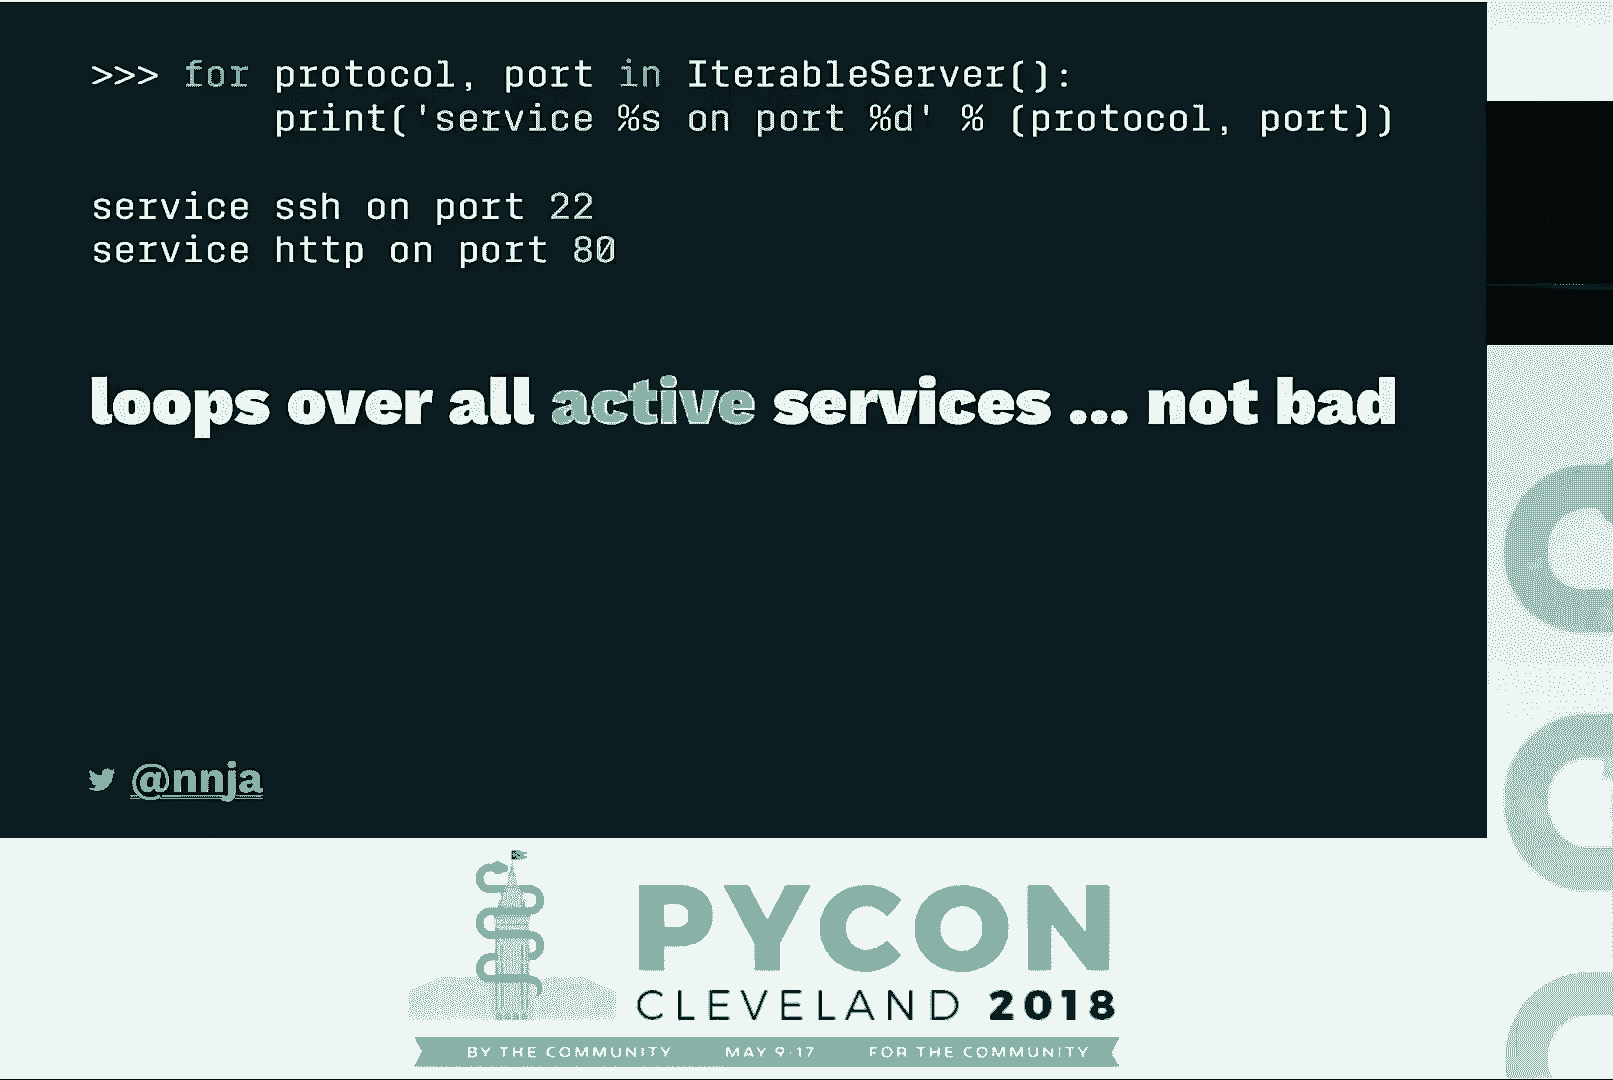 >>> for protocol, port in IterableServer():
        print('service %s on port %d' % (protocol, port))
service ssh on port 22
service http on port 80
loops over all active services ... not bad
@nnja
PYCON
CLEVELAND 2018
BY THE COMMUNITY MAY 9-17 FOR THE COMMUNITY